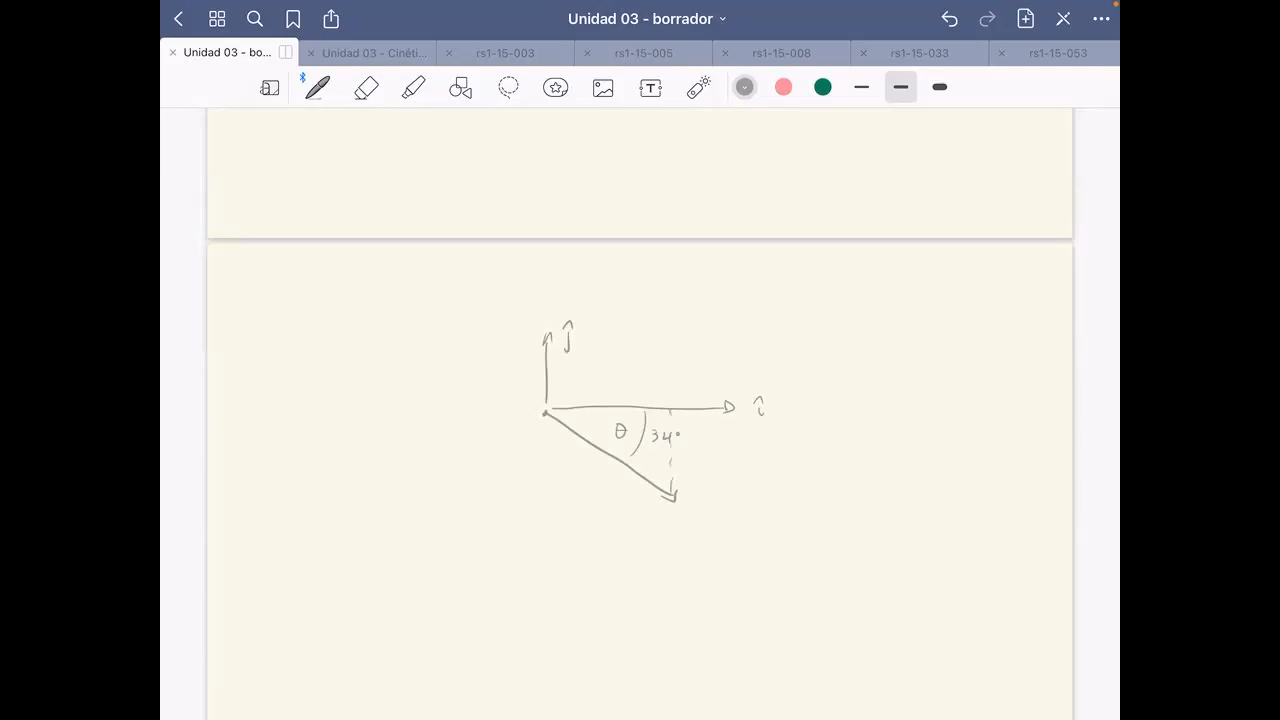 Unidad 03 - borrador
Unidad 03 - bo...
Unidad 03 - Cinéti...
rs1-15-003
rs1-15-005
rs1-15-008
rs1-15-033
rs1-15-053
T
ĵ
î
θ 34°